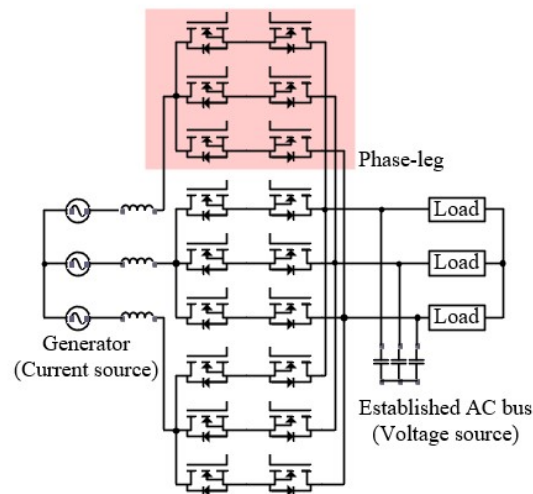 Phase-leg
Load
Load
Load
Generator
(Current source)
Established AC bus
(Voltage source)